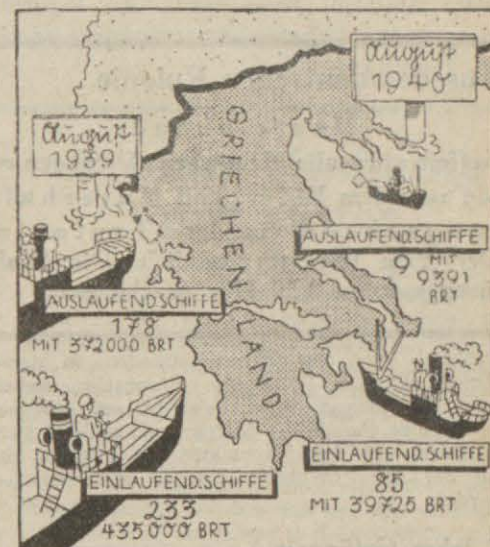 August
1939
August
1940
GRIECHENLAND
AUSLAUFEND.SCHIFFE
178
MIT 372000 BRT
AUSLAUFEND.SCHIFFE
9 MIT
9391
BRT
EINLAUFEND.SCHIFFE
233
435000 BRT
EINLAUFEND.SCHIFFE
85
MIT 39725 BRT